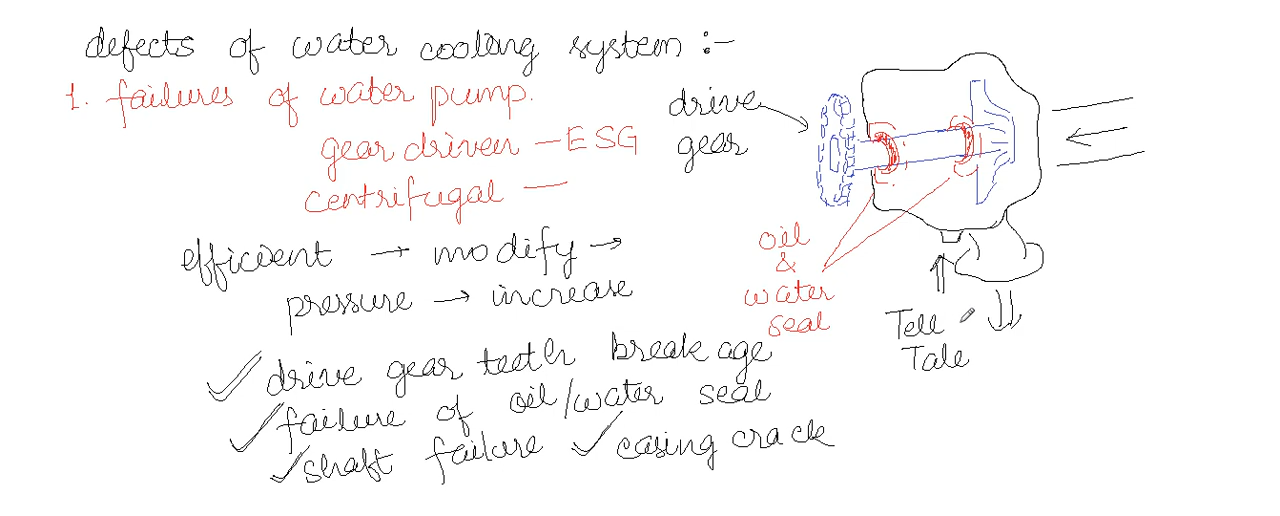 defects of water cooling system :-
1. failures of water pump.
gear driven - ESG
centrifugal -
efficient → modify →
pressure → increase
✓ drive gear teeth breakage
✓ failure of oil/water seal
✓ shaft failure ✓ casing crack
drive
gear
oil
&
water
seal
Tell
Tale